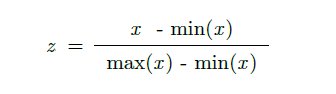 z = x - min(x) / max(x) - min(x)